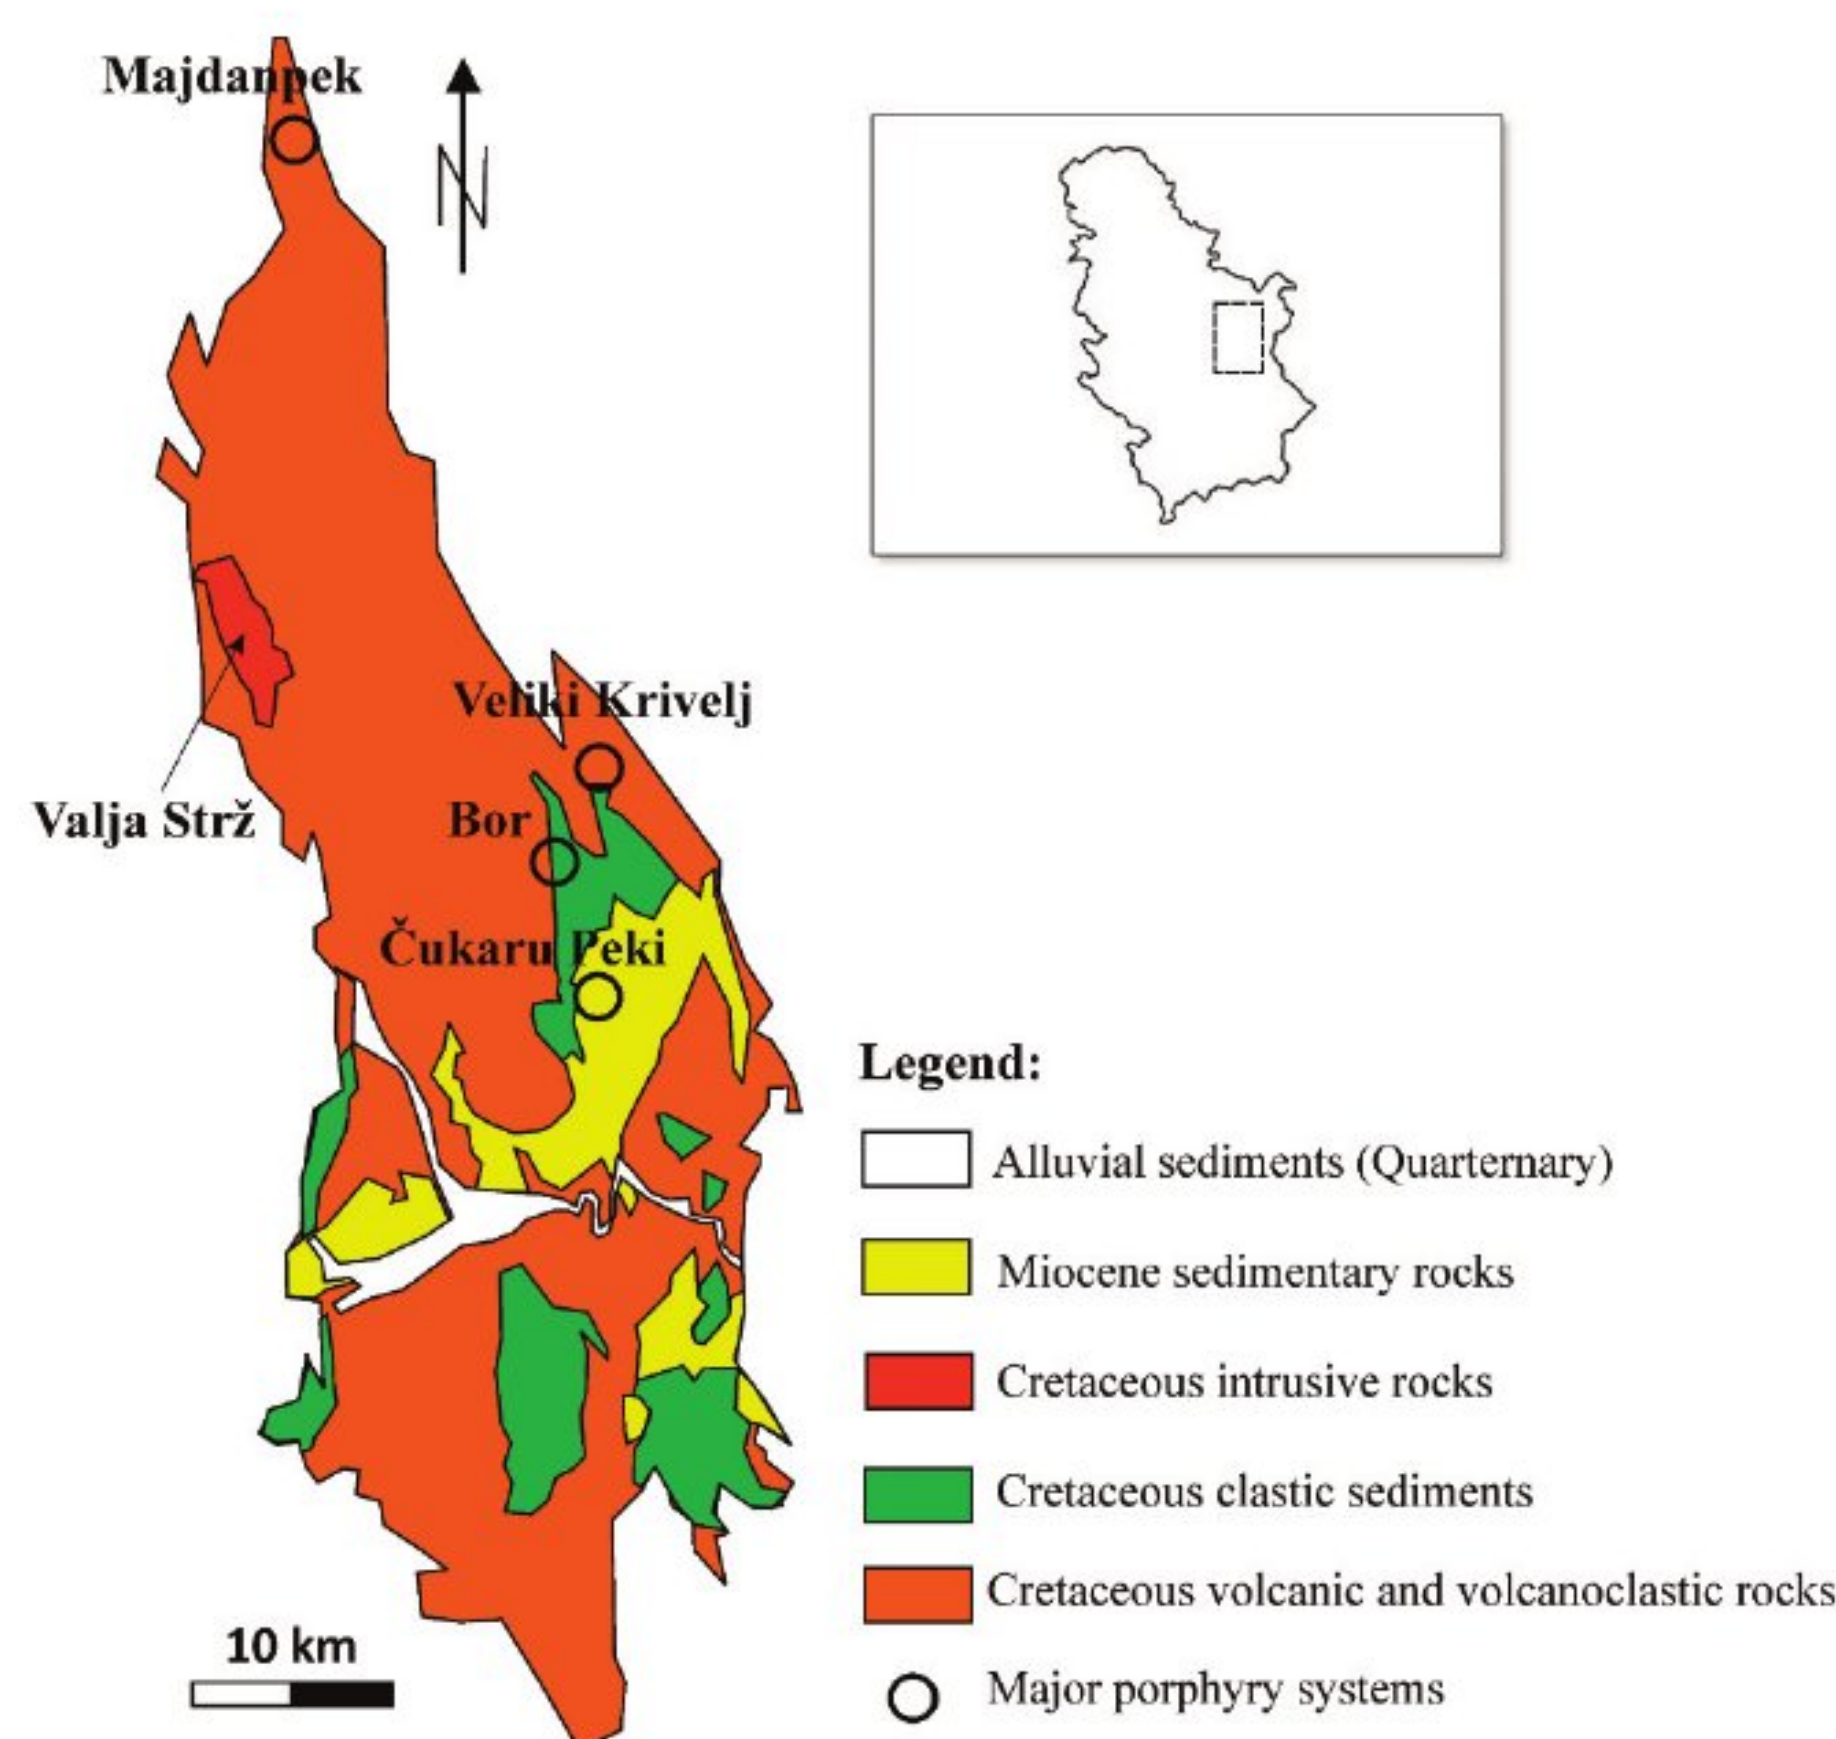 Majdanpek
N
Veliki Krivelj
Valja Strž
Bor
Čukaru Peki
Legend:
Alluvial sediments (Quarternary)
Miocene sedimentary rocks
Cretaceous intrusive rocks
Cretaceous clastic sediments
Cretaceous volcanic and volcanoclastic rocks
Major porphyry systems
10 km